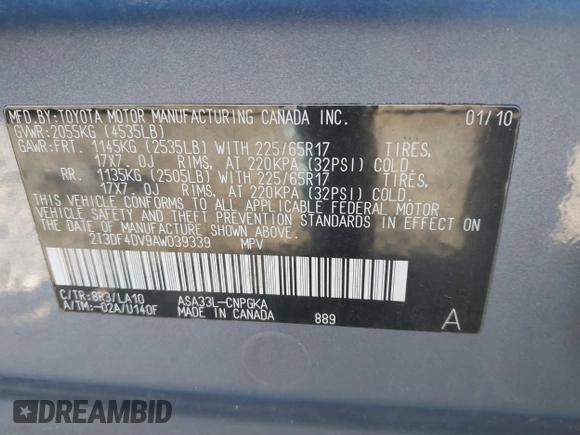 MFD.BY:TOYOTA MOTOR MANUFACTURING CANADA INC. 01/10
GVWR:2055KG (4535LB)
GAWR:FRT. 1145KG (2535LB) WITH 225/65R17 TIRES,
17X7.0J RIMS, AT 220KPA (32PSI) COLD.
RR. 1135KG (2505LB) WITH 225/65R17 TIRES,
17X7.0J RIMS, AT 220KPA (32PSI) COLD.
THIS VEHICLE CONFORMS TO ALL APPLICABLE FEDERAL MOTOR
VEHICLE SAFETY AND THEFT PREVENTION STANDARDS IN EFFECT ON
THE DATE OF MANUFACTURE SHOWN ABOVE.
2T3DF4DV9AW039339 MPV
C/TR:8R3/LA10 ASA33L-CNPGKA
A/TM:-02A/U140F MADE IN CANADA 889 A
DREAMBID